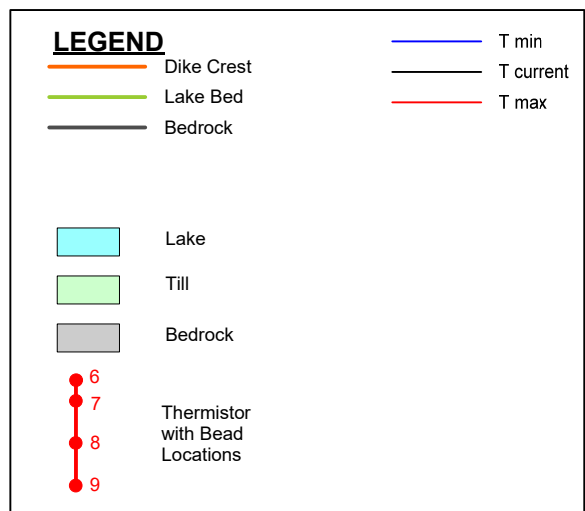 LEGEND
Dike Crest
Lake Bed
Bedrock
T min
T current
T max
Lake
Till
Bedrock
6
7
8
9
Thermistor
with Bead
Locations